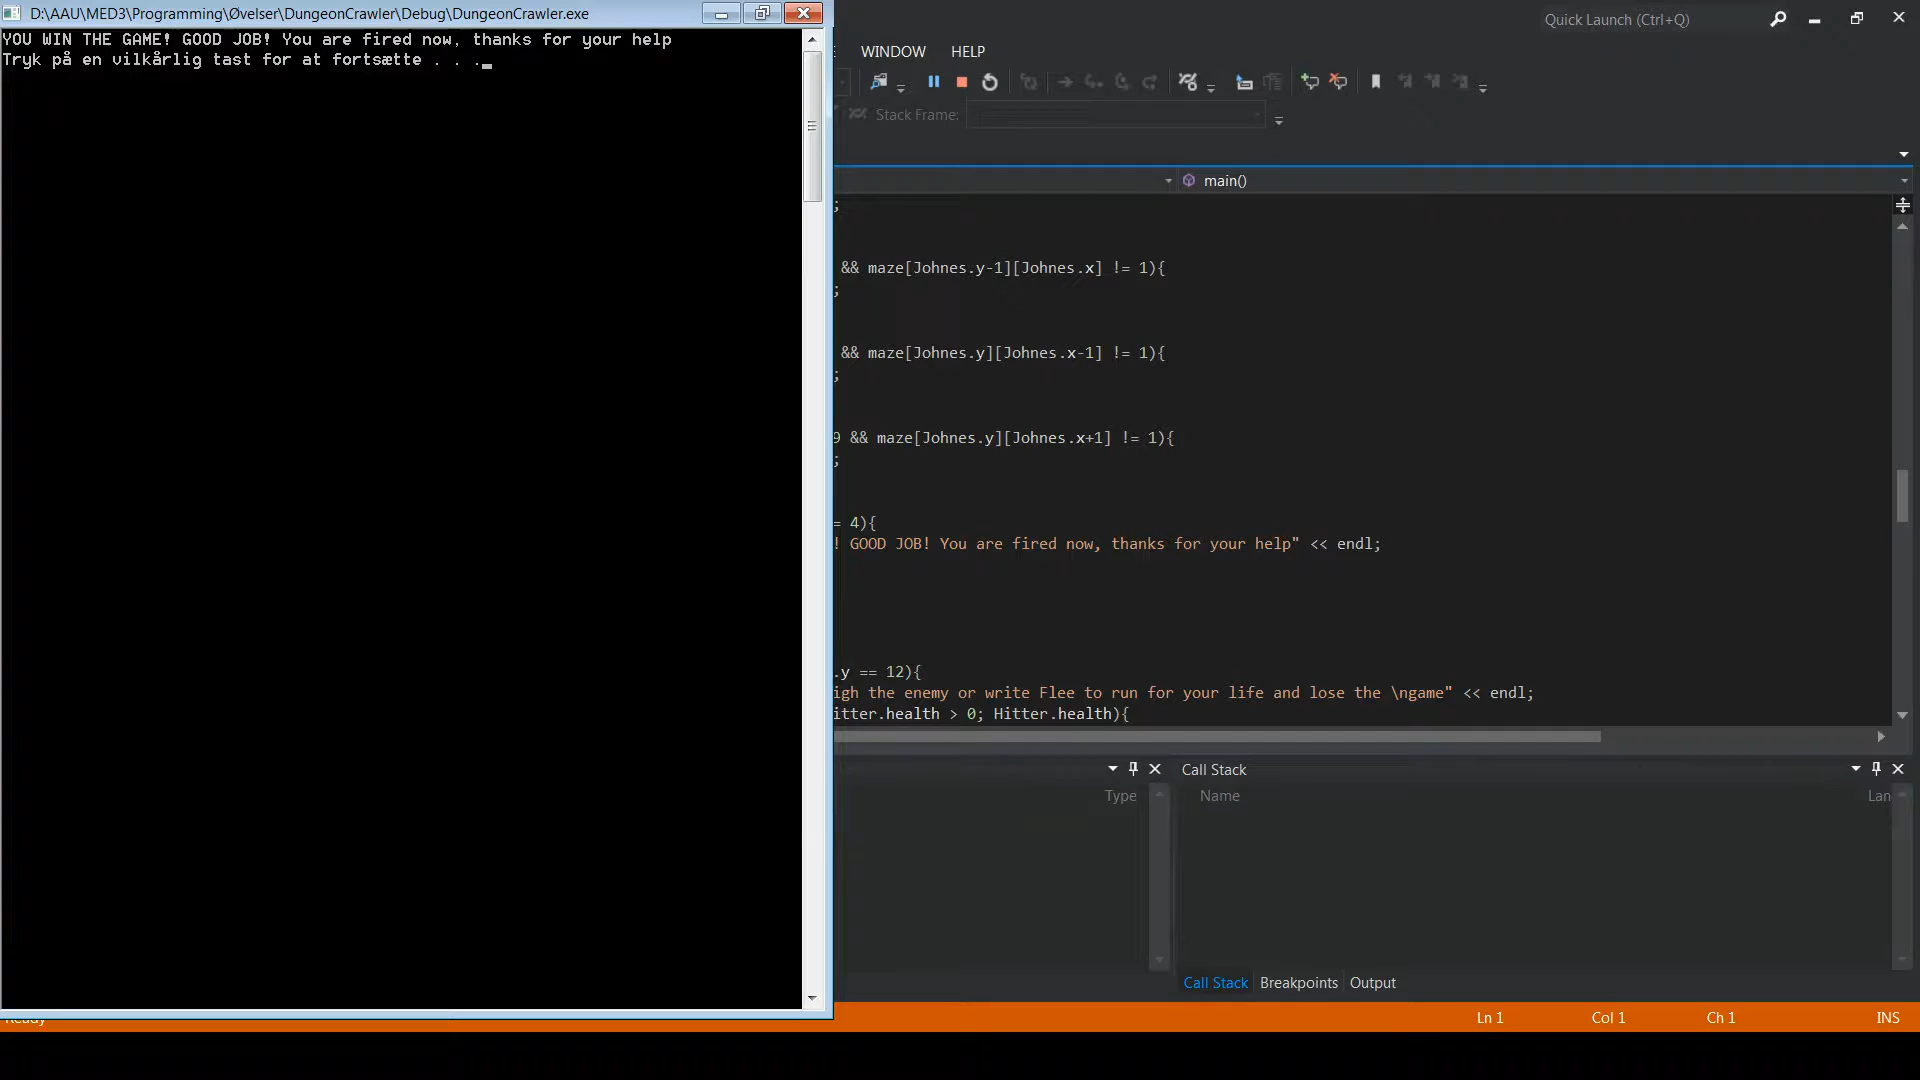 D:\AAU\MED3\Programming\Øvelser\DungeonCrawler\Debug\DungeonCrawler.exe
YOU WIN THE GAME! GOOD JOB! You are fired now, thanks for your help
Tryk på en vilkårlig tast for at fortsætte . . .
Quick Launch (Ctrl+Q)
WINDOW HELP
Stack Frame:
main()
;
&& maze[Johnes.y-1][Johnes.x] != 1){
;
&& maze[Johnes.y][Johnes.x-1] != 1){
;
9 && maze[Johnes.y][Johnes.x+1] != 1){
;
= 4){
! GOOD JOB! You are fired now, thanks for your help" << endl;
.y == 12){
igh the enemy or write Flee to run for your life and lose the \ngame" << endl;
itter.health > 0; Hitter.health){
Call Stack
Type
Name
Lan
Call Stack Breakpoints Output
Ready
Ln 1 Col 1 Ch 1 INS